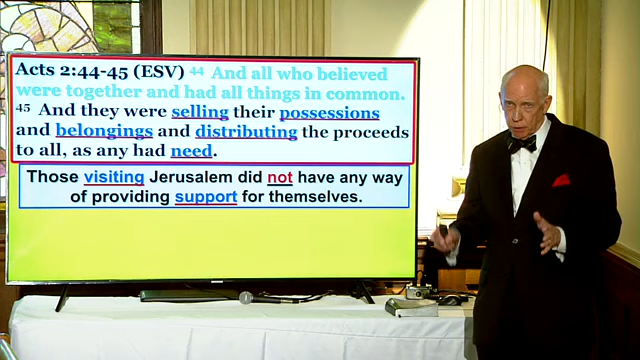 Acts 2:44-45 (ESV) 44 And all who believed
were together and had all things in common.
45 And they were selling their possessions
and belongings and distributing the proceeds
to all, as any had need.
Those visiting Jerusalem did not have any way
of providing support for themselves.